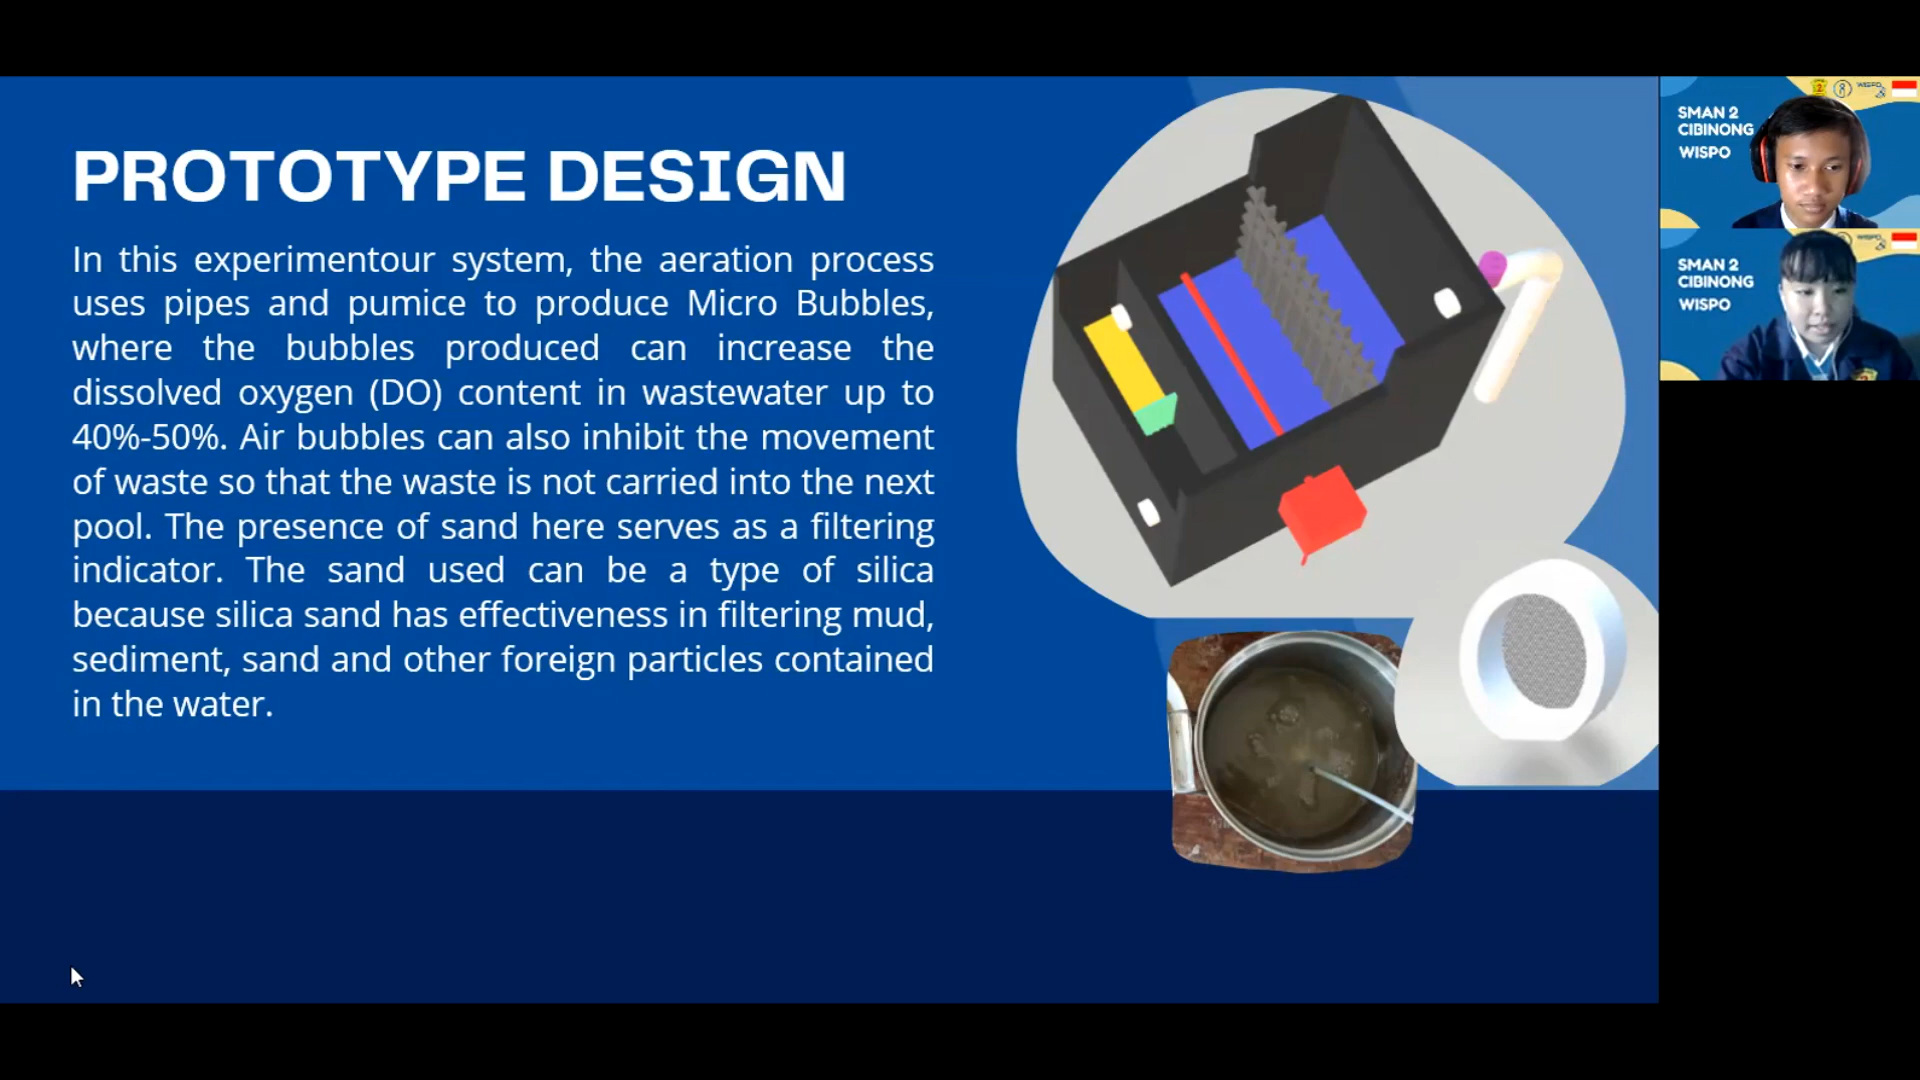 PROTOTYPE DESIGN
In this experimentour system, the aeration process
uses pipes and pumice to produce Micro Bubbles,
where the bubbles produced can increase the
dissolved oxygen (DO) content in wastewater up to
40%-50%. Air bubbles can also inhibit the movement
of waste so that the waste is not carried into the next
pool. The presence of sand here serves as a filtering
indicator. The sand used can be a type of silica
because silica sand has effectiveness in filtering mud,
sediment, sand and other foreign particles contained
in the water.
WISPO
SMAN 2
CIBINONG
WISPO
WISPO
SMAN 2
CIBINONG
WISPO